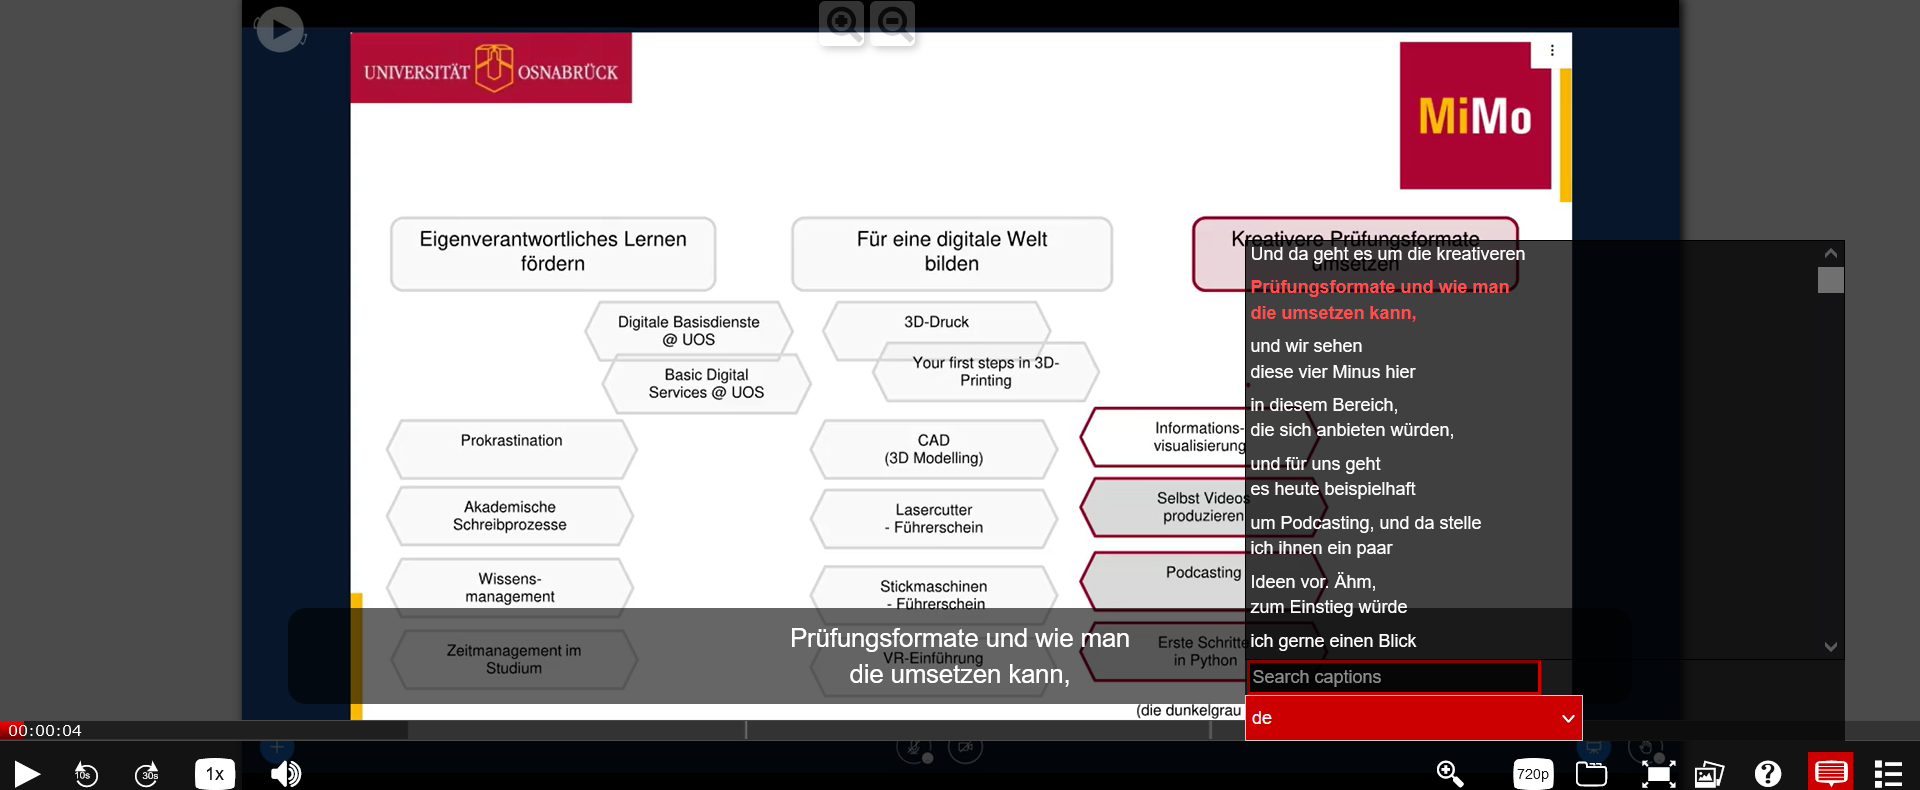 UNIVERSITÄT OSNABRÜCK
MiMo
Eigenverantwortliches Lernen
fördern
Für eine digitale Welt
bilden
Kreativere Prüfungsformate
umsetzen
Digitale Basisdienste
@ UOS
Basic Digital
Services @ UOS
3D-Druck
Your first steps in 3D-
Printing
Prokrastination
Akademische
Schreibprozesse
Wissens-
management
Zeitmanagement im
Studium
CAD
(3D Modelling)
Lasercutter
- Führerschein
Stickmaschinen
- Führerschein
VR-Einführung
Informations-
visualisierung
Selbst Videos
produzieren
Podcasting
Erste Schritte
in Python
(die dunkelgrau
Prüfungsformate und wie man
die umsetzen kann,
Und da geht es um die kreativeren
Prüfungsformate und wie man
die umsetzen kann,
und wir sehen
diese vier Minus hier
in diesem Bereich,
die sich anbieten würden,
und für uns geht
es heute beispielhaft
um Podcasting, und da stelle
ich ihnen ein paar
Ideen vor. Ähm,
zum Einstieg würde
ich gerne einen Blick
Search captions
de
00:00:04
10s
30s
1x
720p